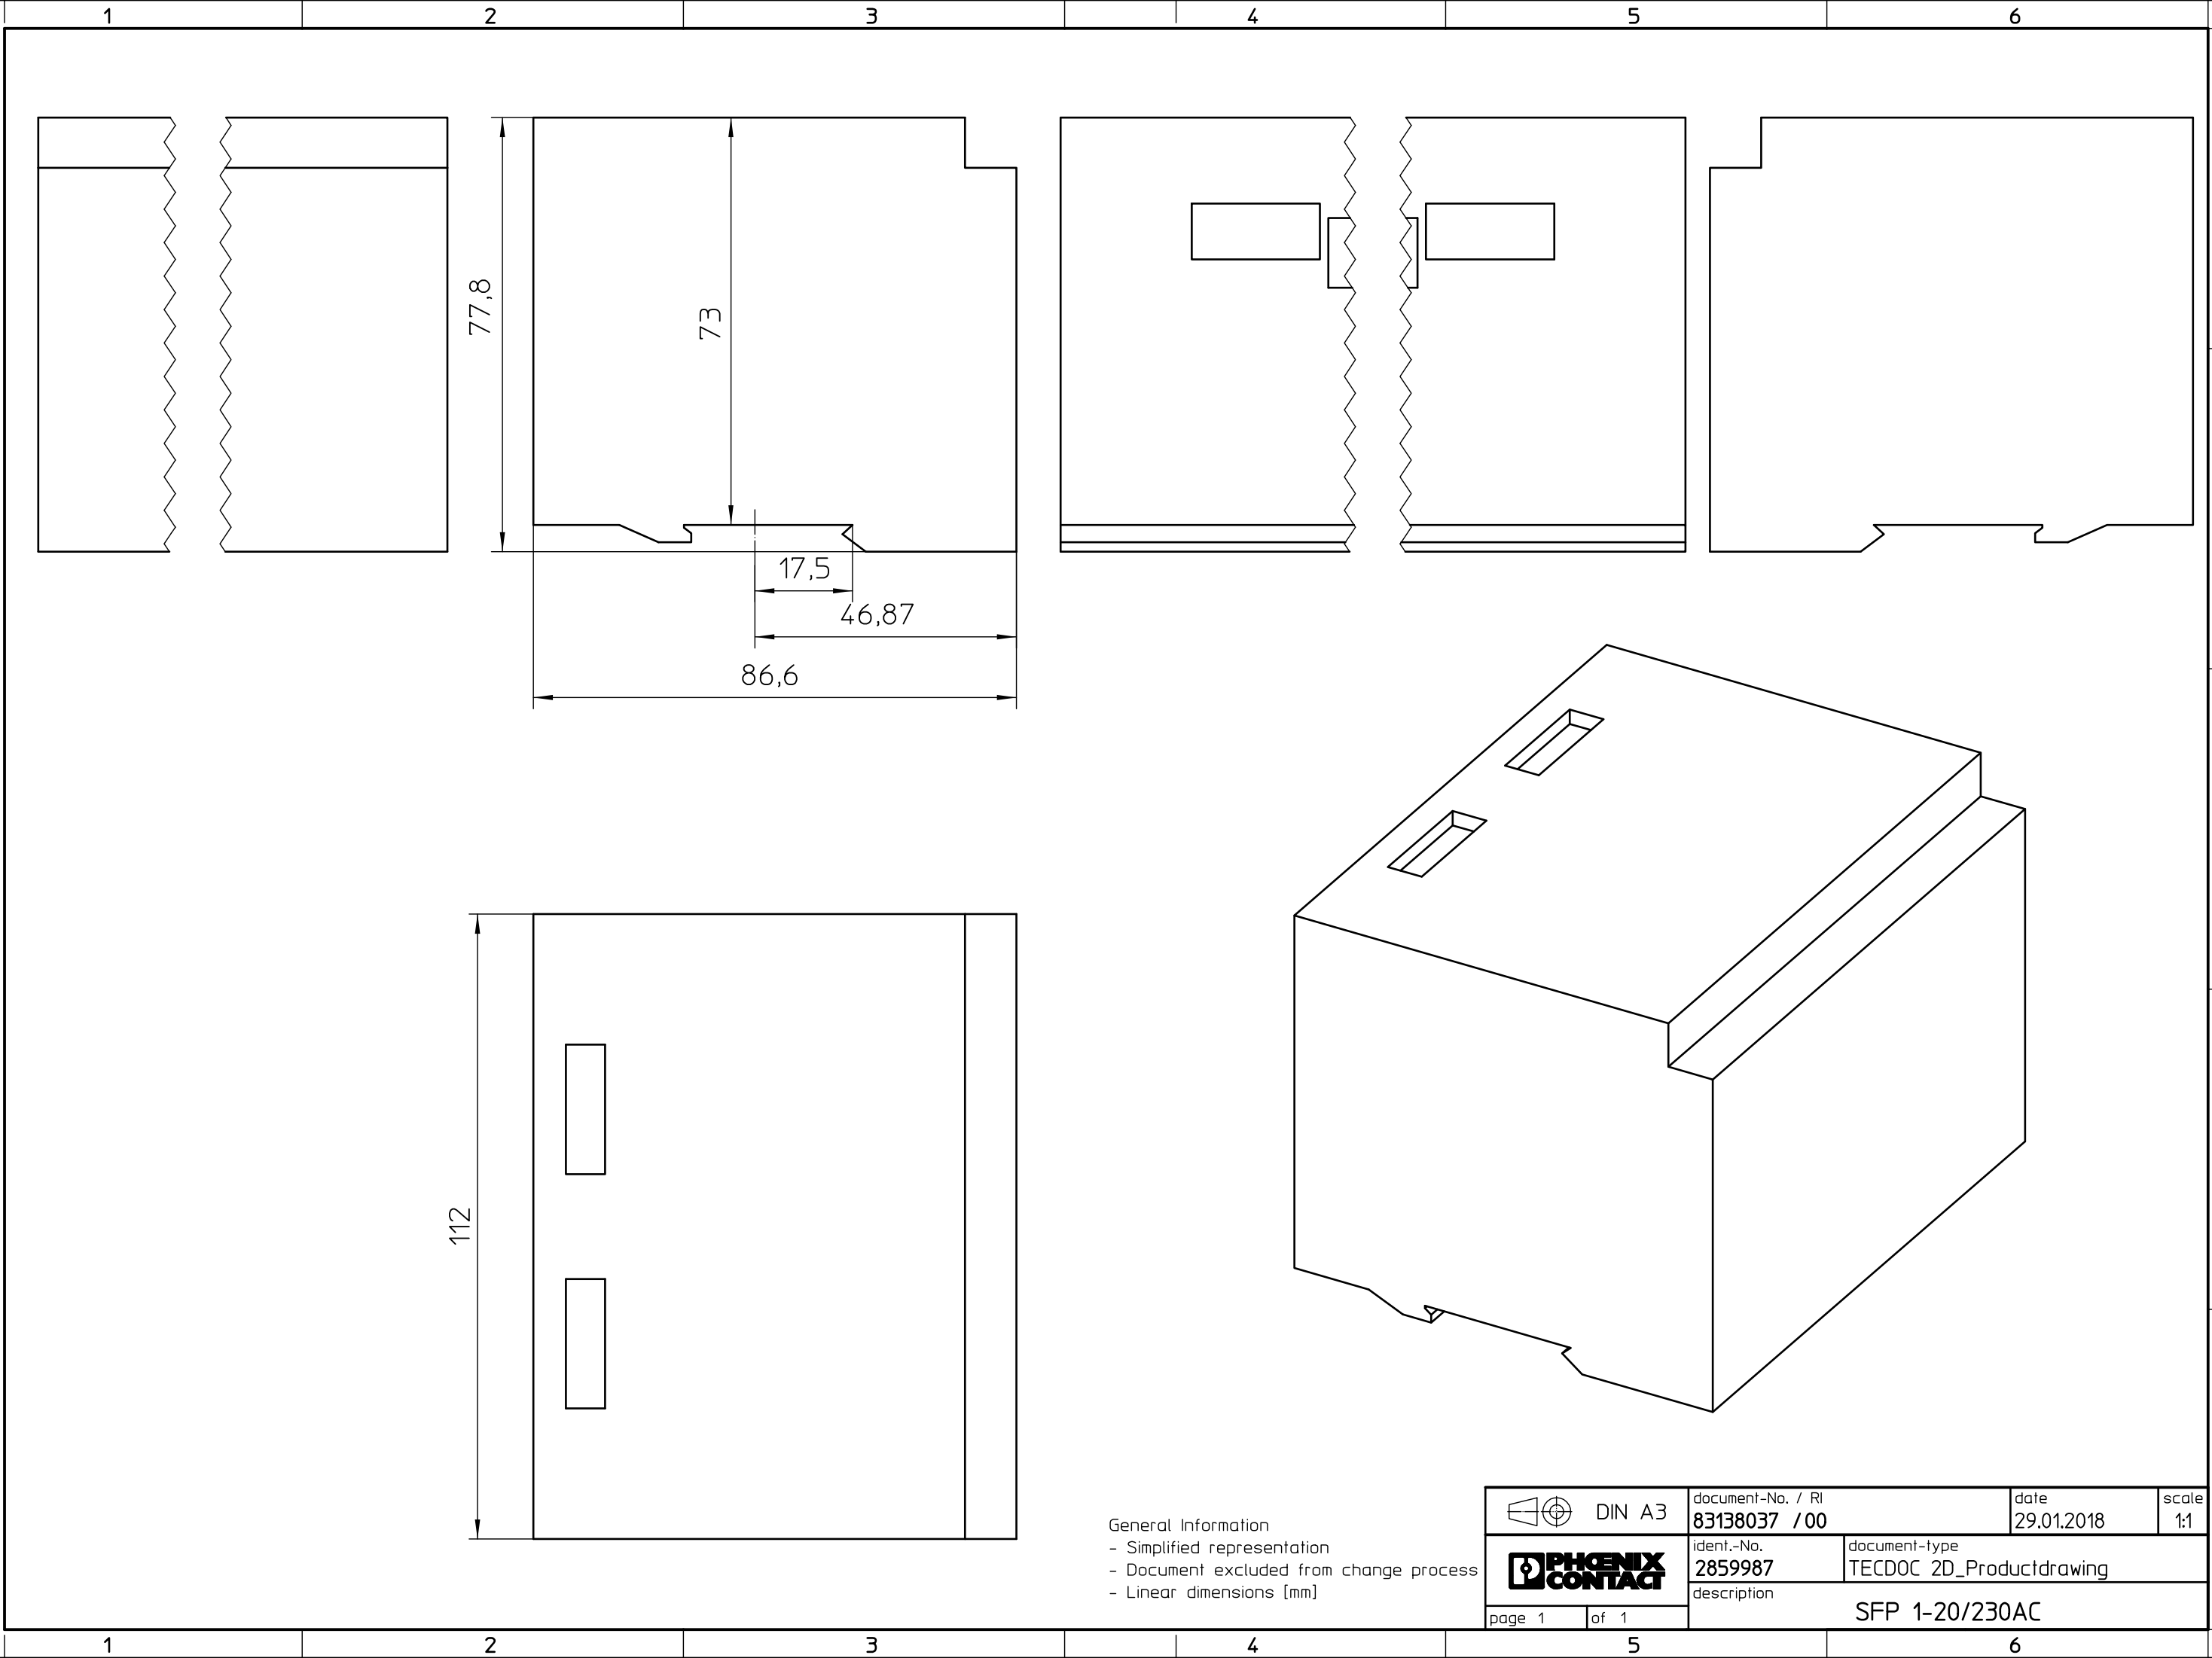 1 2 3 4 5 6
77,8
73
17,5
46,87
86,6
112
General Information
- Simplified representation
- Document excluded from change process
- Linear dimensions [mm]
DIN A3
document-No. / RI
83138037 /00
date
29.01.2018
scale
1:1
PHŒNIX
CONTACT
ident.-No.
2859987
document-type
TECDOC 2D_Productdrawing
description
SFP 1-20/230AC
page 1 of 1
1 2 3 4 5 6